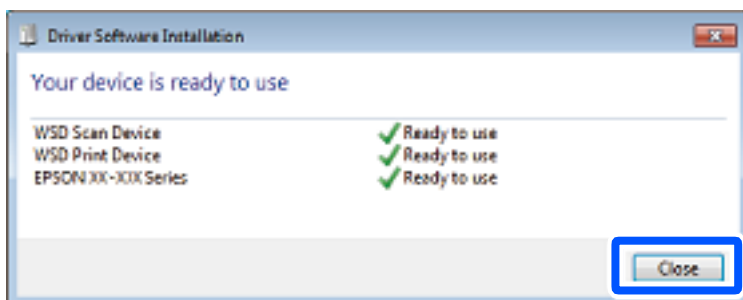 Driver Software Installation
Your device is ready to use
WSD Scan Device Ready to use
WSD Print Device Ready to use
EPSON XX-XXX Series Ready to use
Close